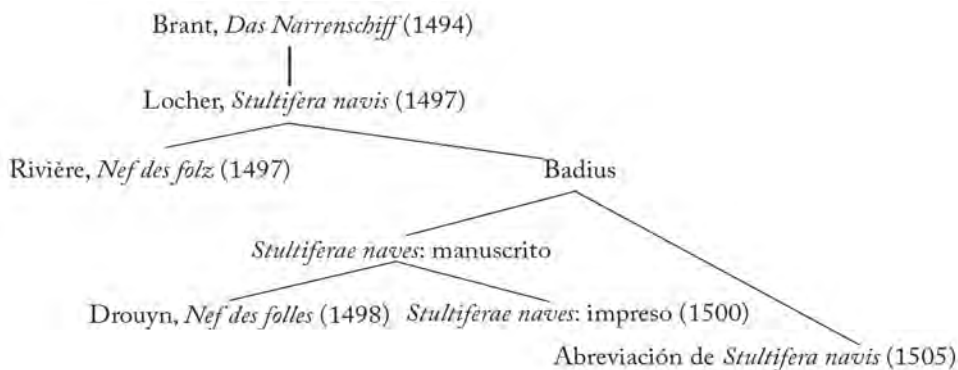 Brant, Das Narrenschiff (1494)
Locher, Stultifera navis (1497)
Rivière, Nef des folz (1497)
Badius
Stultiferae naves: manuscrito
Drouyn, Nef des folles (1498)
Stultiferae naves: impreso (1500)
Abreviación de Stultifera navis (1505)